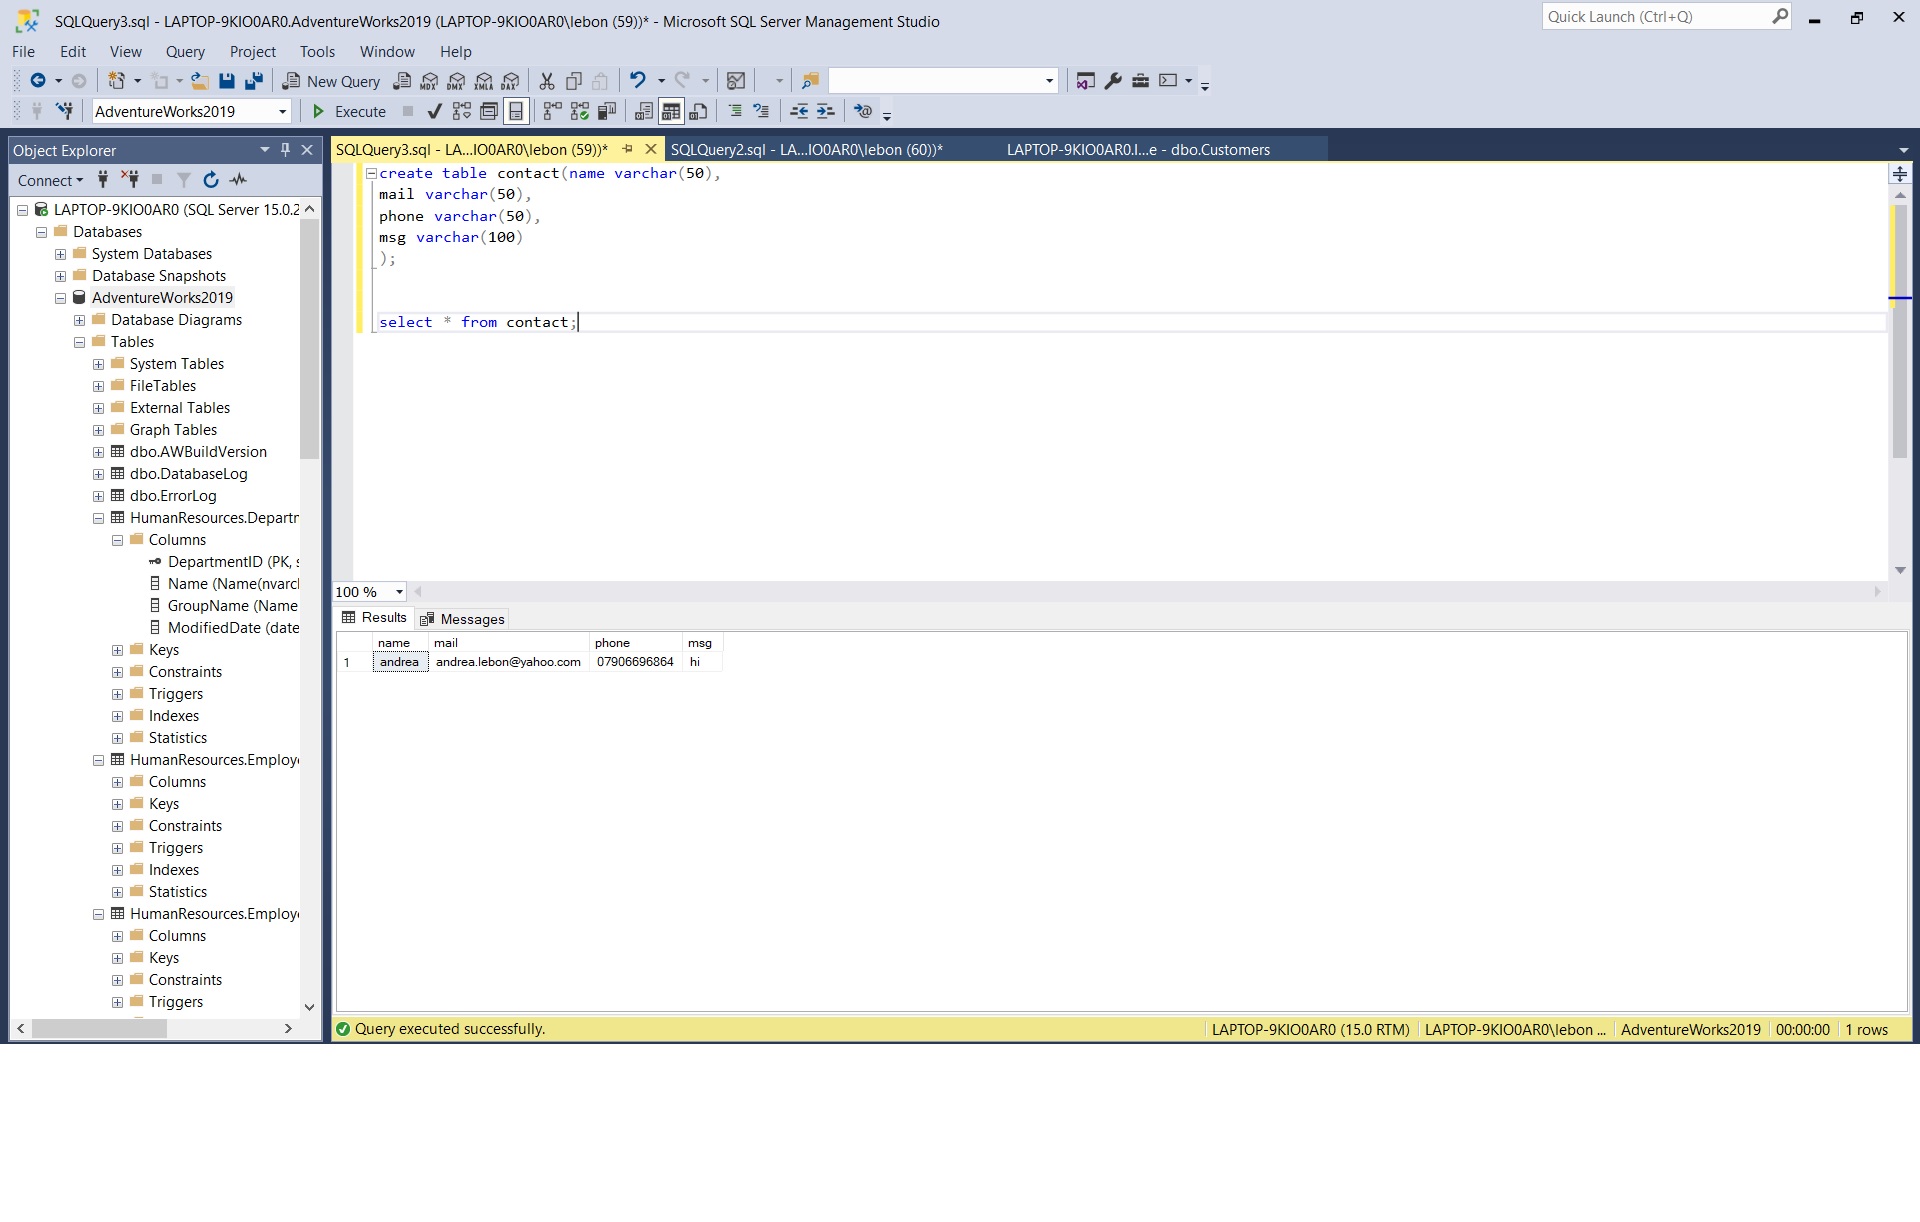 SQLQuery3.sql - LAPTOP-9KIO0AR0.AdventureWorks2019 (LAPTOP-9KIO0AR0\lebon (59))* - Microsoft SQL Server Management Studio
Quick Launch (Ctrl+Q)
File Edit View Query Project Tools Window Help
New Query MDX DMX XMLA DAX
AdventureWorks2019 Execute
Object Explorer
Connect
LAPTOP-9KIO0AR0 (SQL Server 15.0.2
Databases
System Databases
Database Snapshots
AdventureWorks2019
Database Diagrams
Tables
System Tables
FileTables
External Tables
Graph Tables
dbo.AWBuildVersion
dbo.DatabaseLog
dbo.ErrorLog
HumanResources.Departm
Columns
DepartmentID (PK, s
Name (Name(nvarcl
GroupName (Name
ModifiedDate (date
Keys
Constraints
Triggers
Indexes
Statistics
HumanResources.Employe
Columns
Keys
Constraints
Triggers
Indexes
Statistics
HumanResources.Employe
Columns
Keys
Constraints
Triggers
SQLQuery3.sql - LA...IO0AR0\lebon (59))* SQLQuery2.sql - LA...IO0AR0\lebon (60))* LAPTOP-9KIO0AR0.I...e - dbo.Customers
create table contact(name varchar(50),
mail varchar(50),
phone varchar(50),
msg varchar(100)
);
select * from contact;
100 %
Results Messages
name mail phone msg
1 andrea andrea.lebon@yahoo.com 07906696864 hi
Query executed successfully. LAPTOP-9KIO0AR0 (15.0 RTM) LAPTOP-9KIO0AR0\lebon ... AdventureWorks2019 00:00:00 1 rows